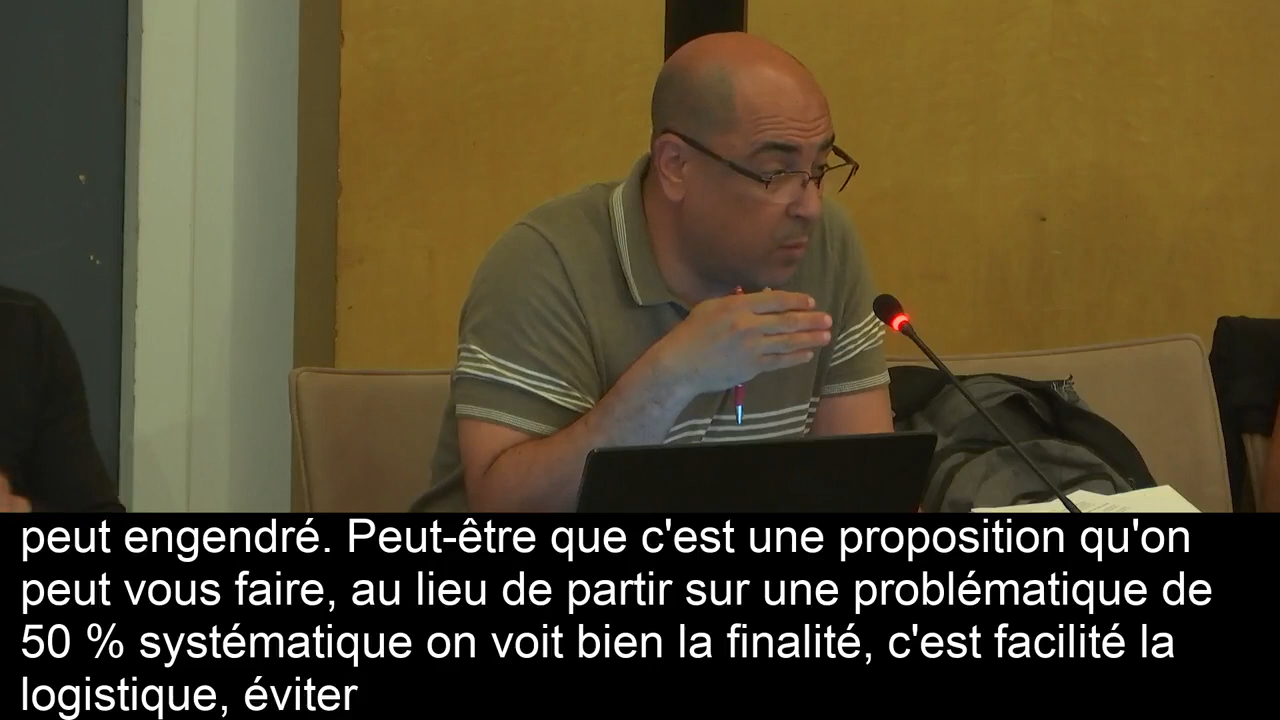 peut engendré. Peut-être que c'est une proposition qu'on
peut vous faire, au lieu de partir sur une problématique de
50 % systématique on voit bien la finalité, c'est facilité la
logistique, éviter